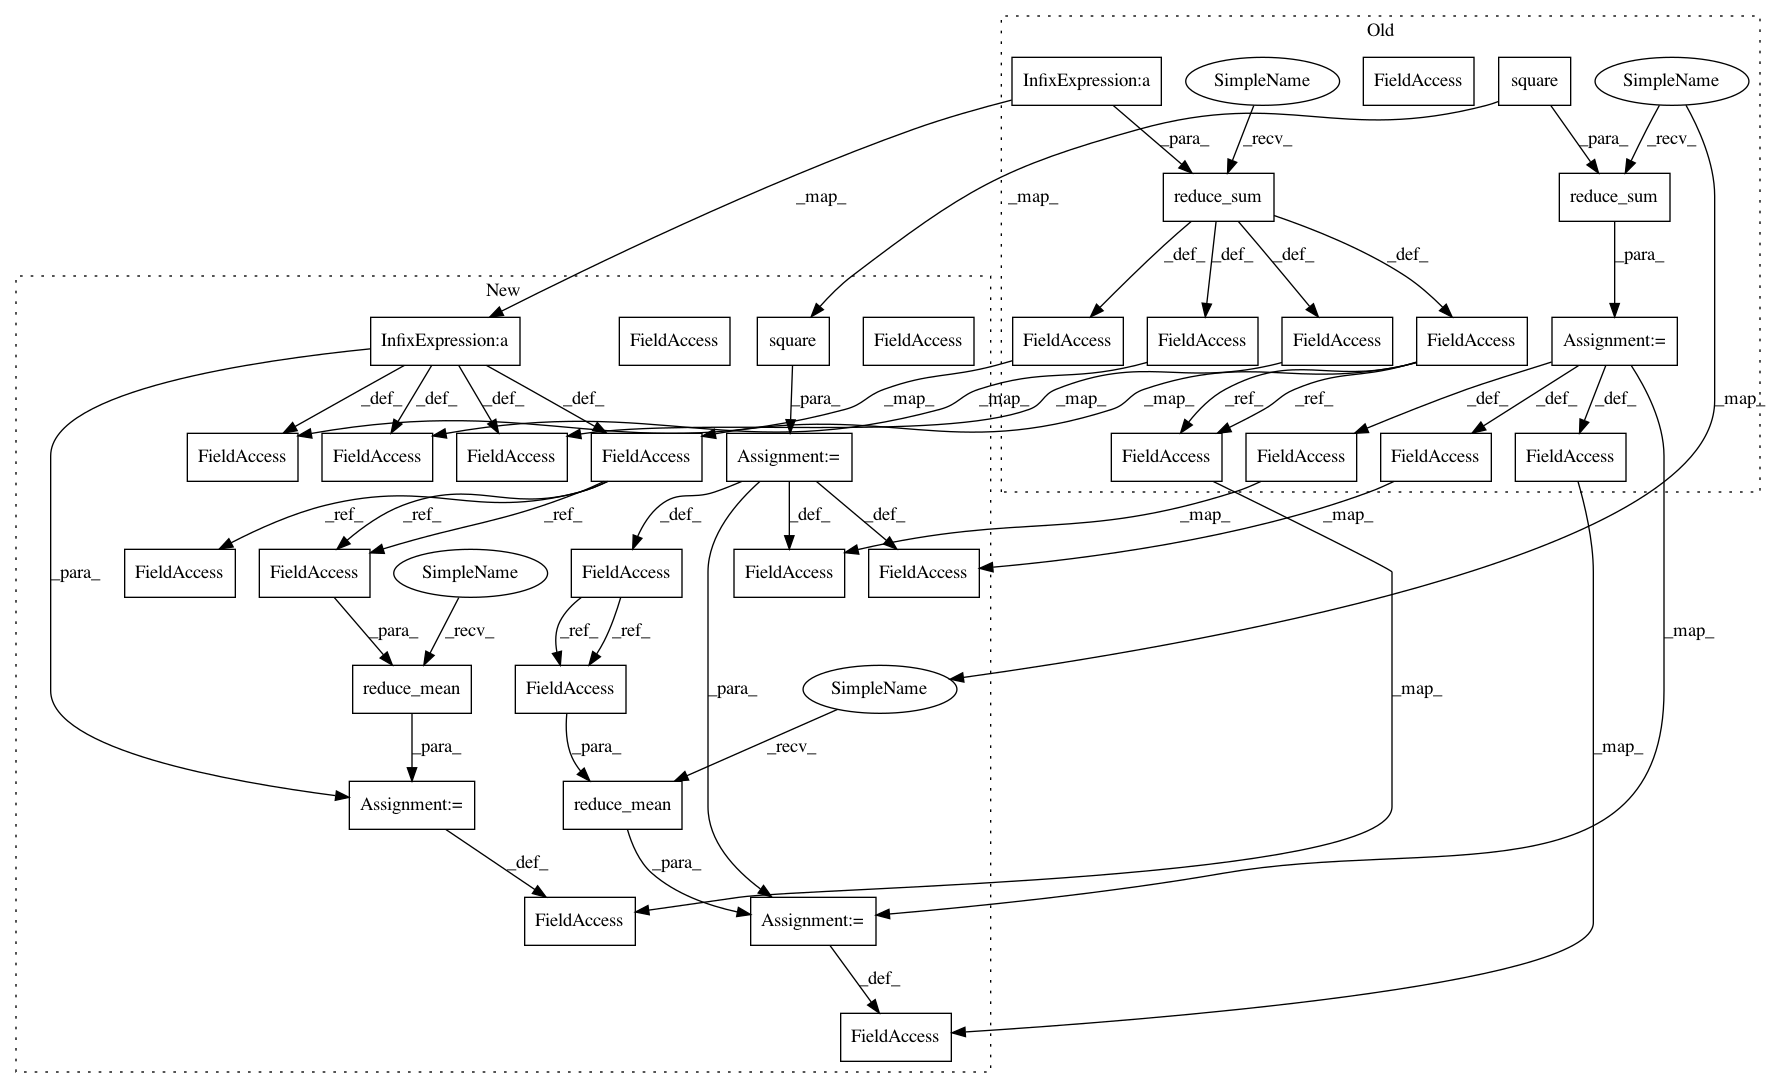 Old
InfixExpression:a
SimpleName
FieldAccess
square
SimpleName
_para_
_recv_
_para_
_recv_
_map_
_map_
reduce_sum
reduce_sum
_def_
_def_
_def_
_def_
_para_
New
InfixExpression:a
FieldAccess
square
FieldAccess
FieldAccess
FieldAccess
FieldAccess
FieldAccess
Assignment:=
_def_
_def_
_def_
_def_
_para_
_map_
_map_
_map_
_map_
_ref_
_ref_
_def_
_def_
_def_
_map_
FieldAccess
FieldAccess
FieldAccess
FieldAccess
Assignment:=
FieldAccess
FieldAccess
FieldAccess
FieldAccess
_ref_
_ref_
_ref_
_def_
_def_
_def_
_map_
_map_
_para_
FieldAccess
FieldAccess
SimpleName
FieldAccess
FieldAccess
FieldAccess
_para_
_recv_
_ref_
_ref_
_map_
reduce_mean
FieldAccess
_para_
SimpleName
_map_
_para_
_para_
_recv_
_map_
Assignment:=
reduce_mean
_def_
_para_
FieldAccess
Assignment:=
_def_
FieldAccess